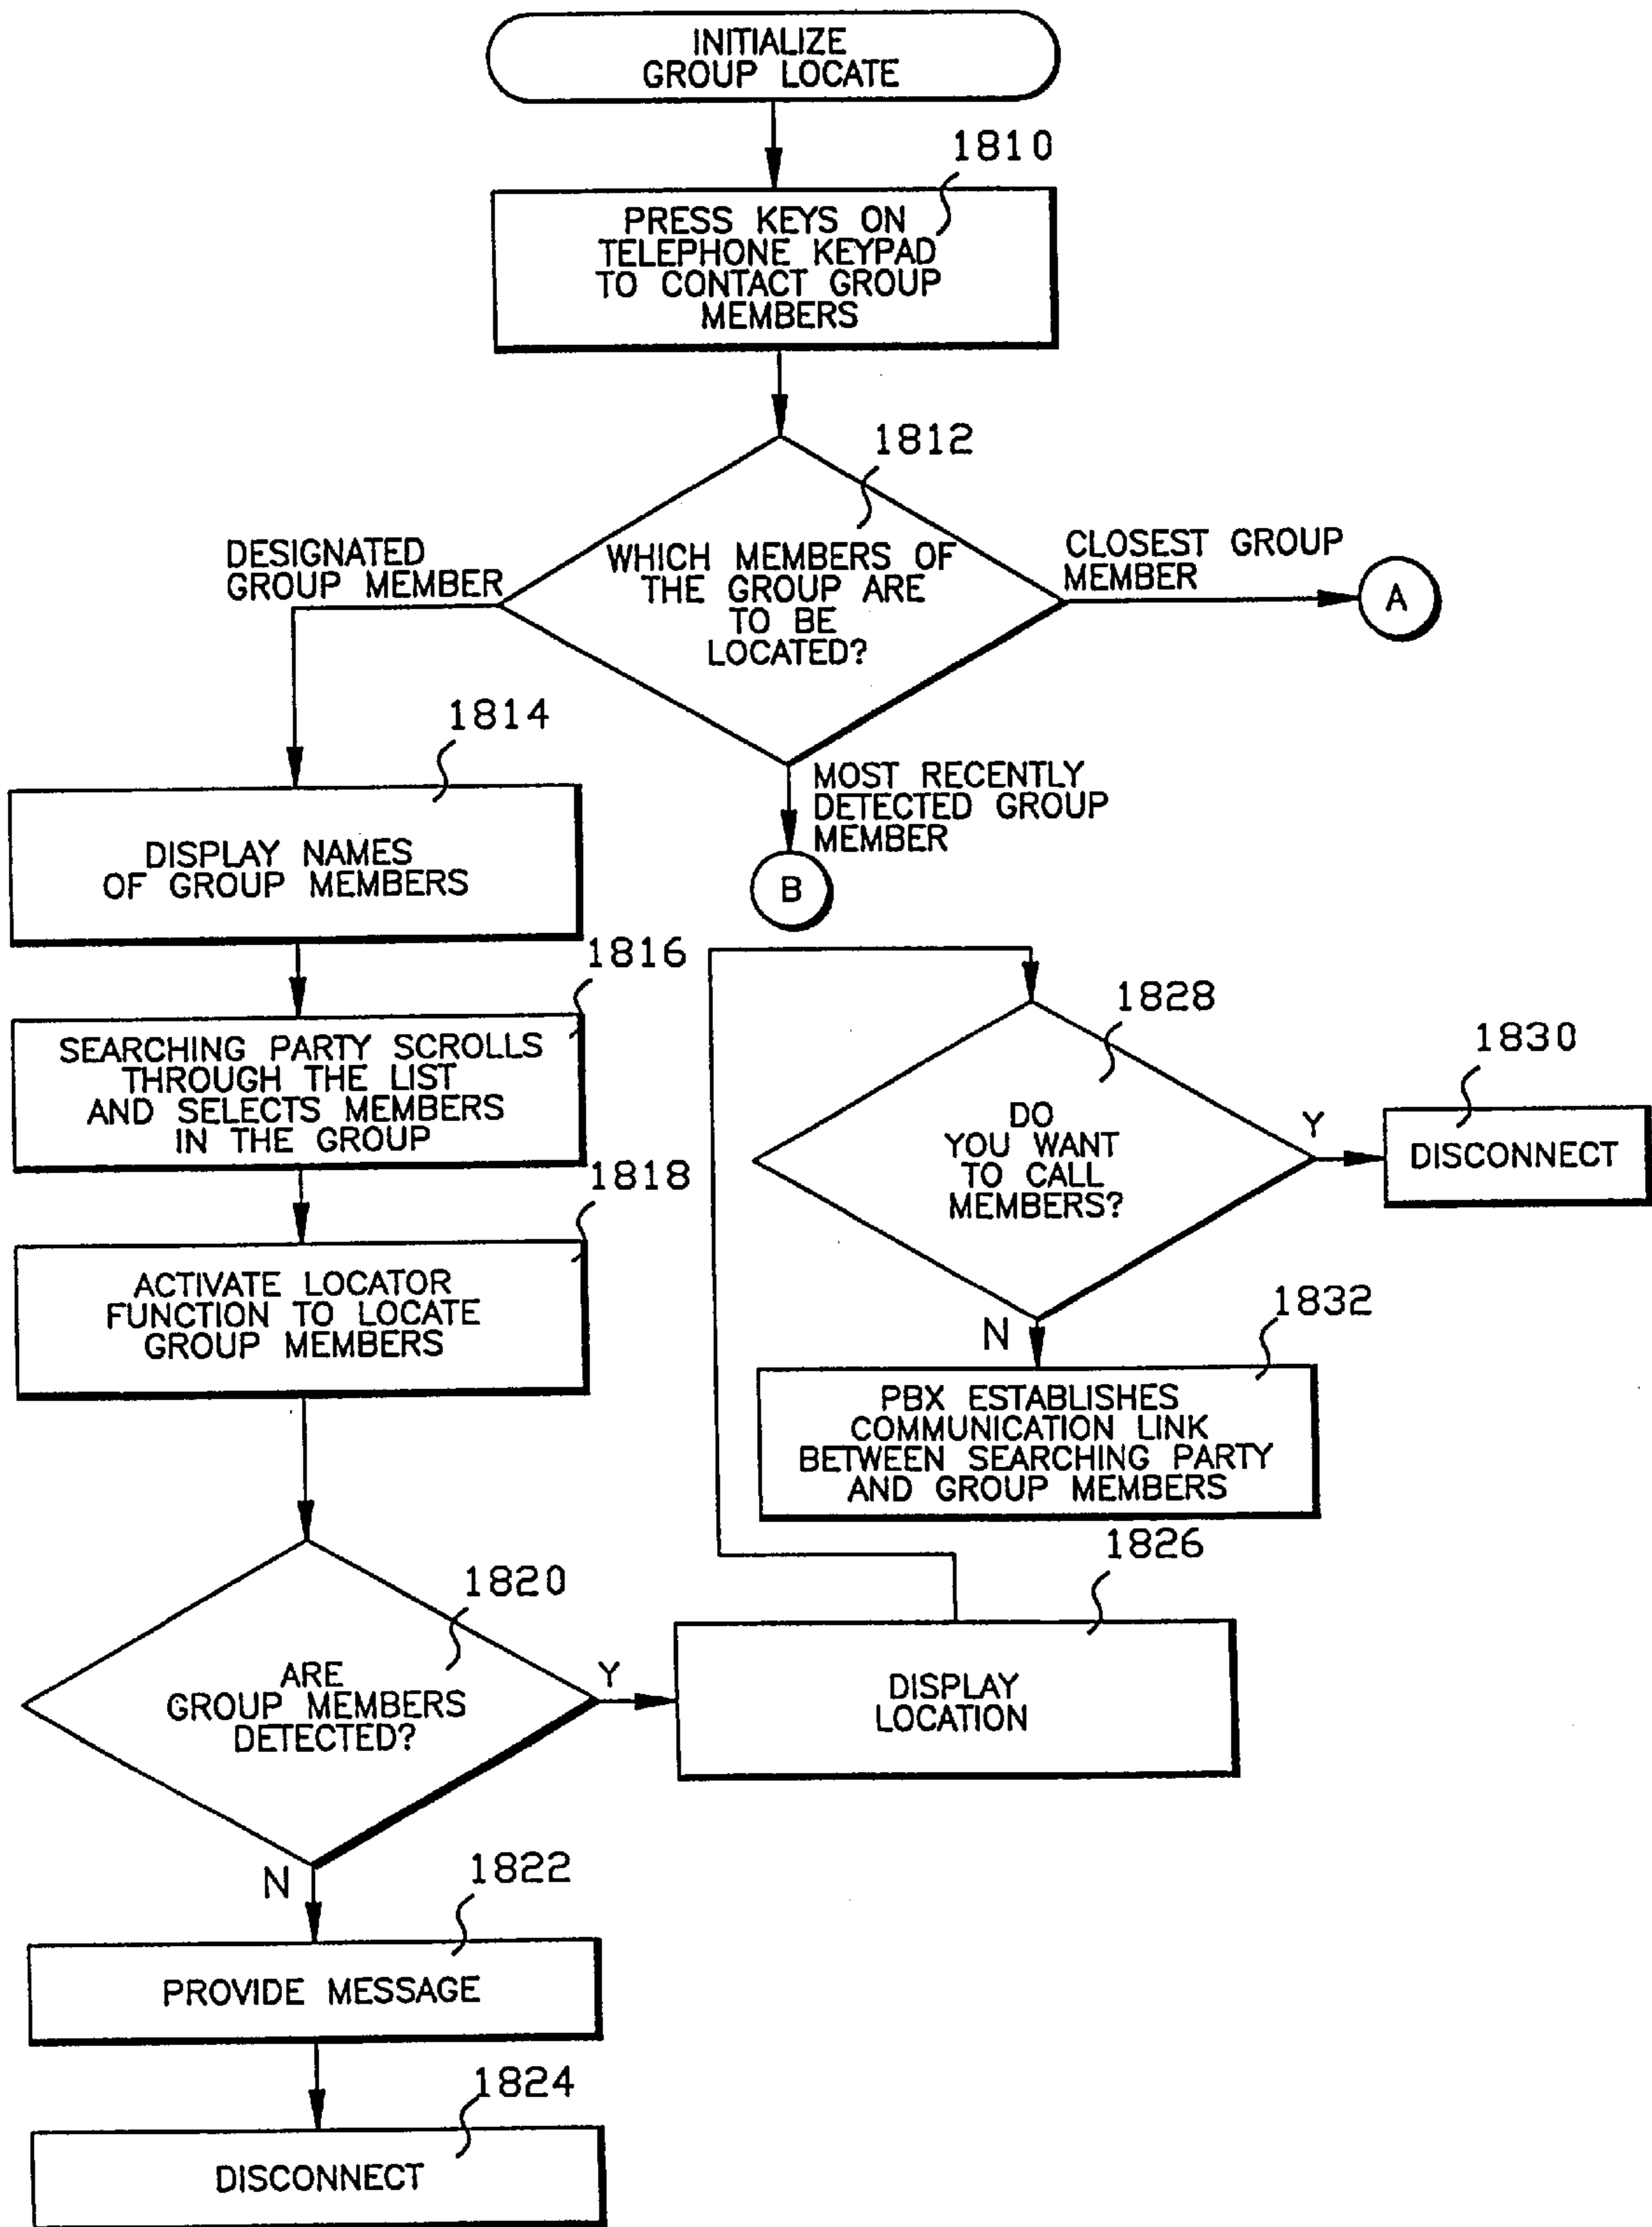 INITIALIZE
GROUP LOCATE
1810
PRESS KEYS ON
TELEPHONE KEYPAD
TO CONTACT GROUP
MEMBERS
1812
WHICH MEMBERS OF
THE GROUP ARE
TO BE
LOCATED?
DESIGNATED
GROUP MEMBER
CLOSEST GROUP
MEMBER
A
MOST RECENTLY
DETECTED GROUP
MEMBER
B
1814
DISPLAY NAMES
OF GROUP MEMBERS
1816
SEARCHING PARTY SCROLLS
THROUGH THE LIST
AND SELECTS MEMBERS
IN THE GROUP
1818
ACTIVATE LOCATOR
FUNCTION TO LOCATE
GROUP MEMBERS
1820
ARE
GROUP MEMBERS
DETECTED?
Y
N
1822
PROVIDE MESSAGE
1824
DISCONNECT
1826
DISPLAY
LOCATION
1828
DO
YOU WANT
TO CALL
MEMBERS?
Y
1830
DISCONNECT
N
1832
PBX ESTABLISHES
COMMUNICATION LINK
BETWEEN SEARCHING PARTY
AND GROUP MEMBERS